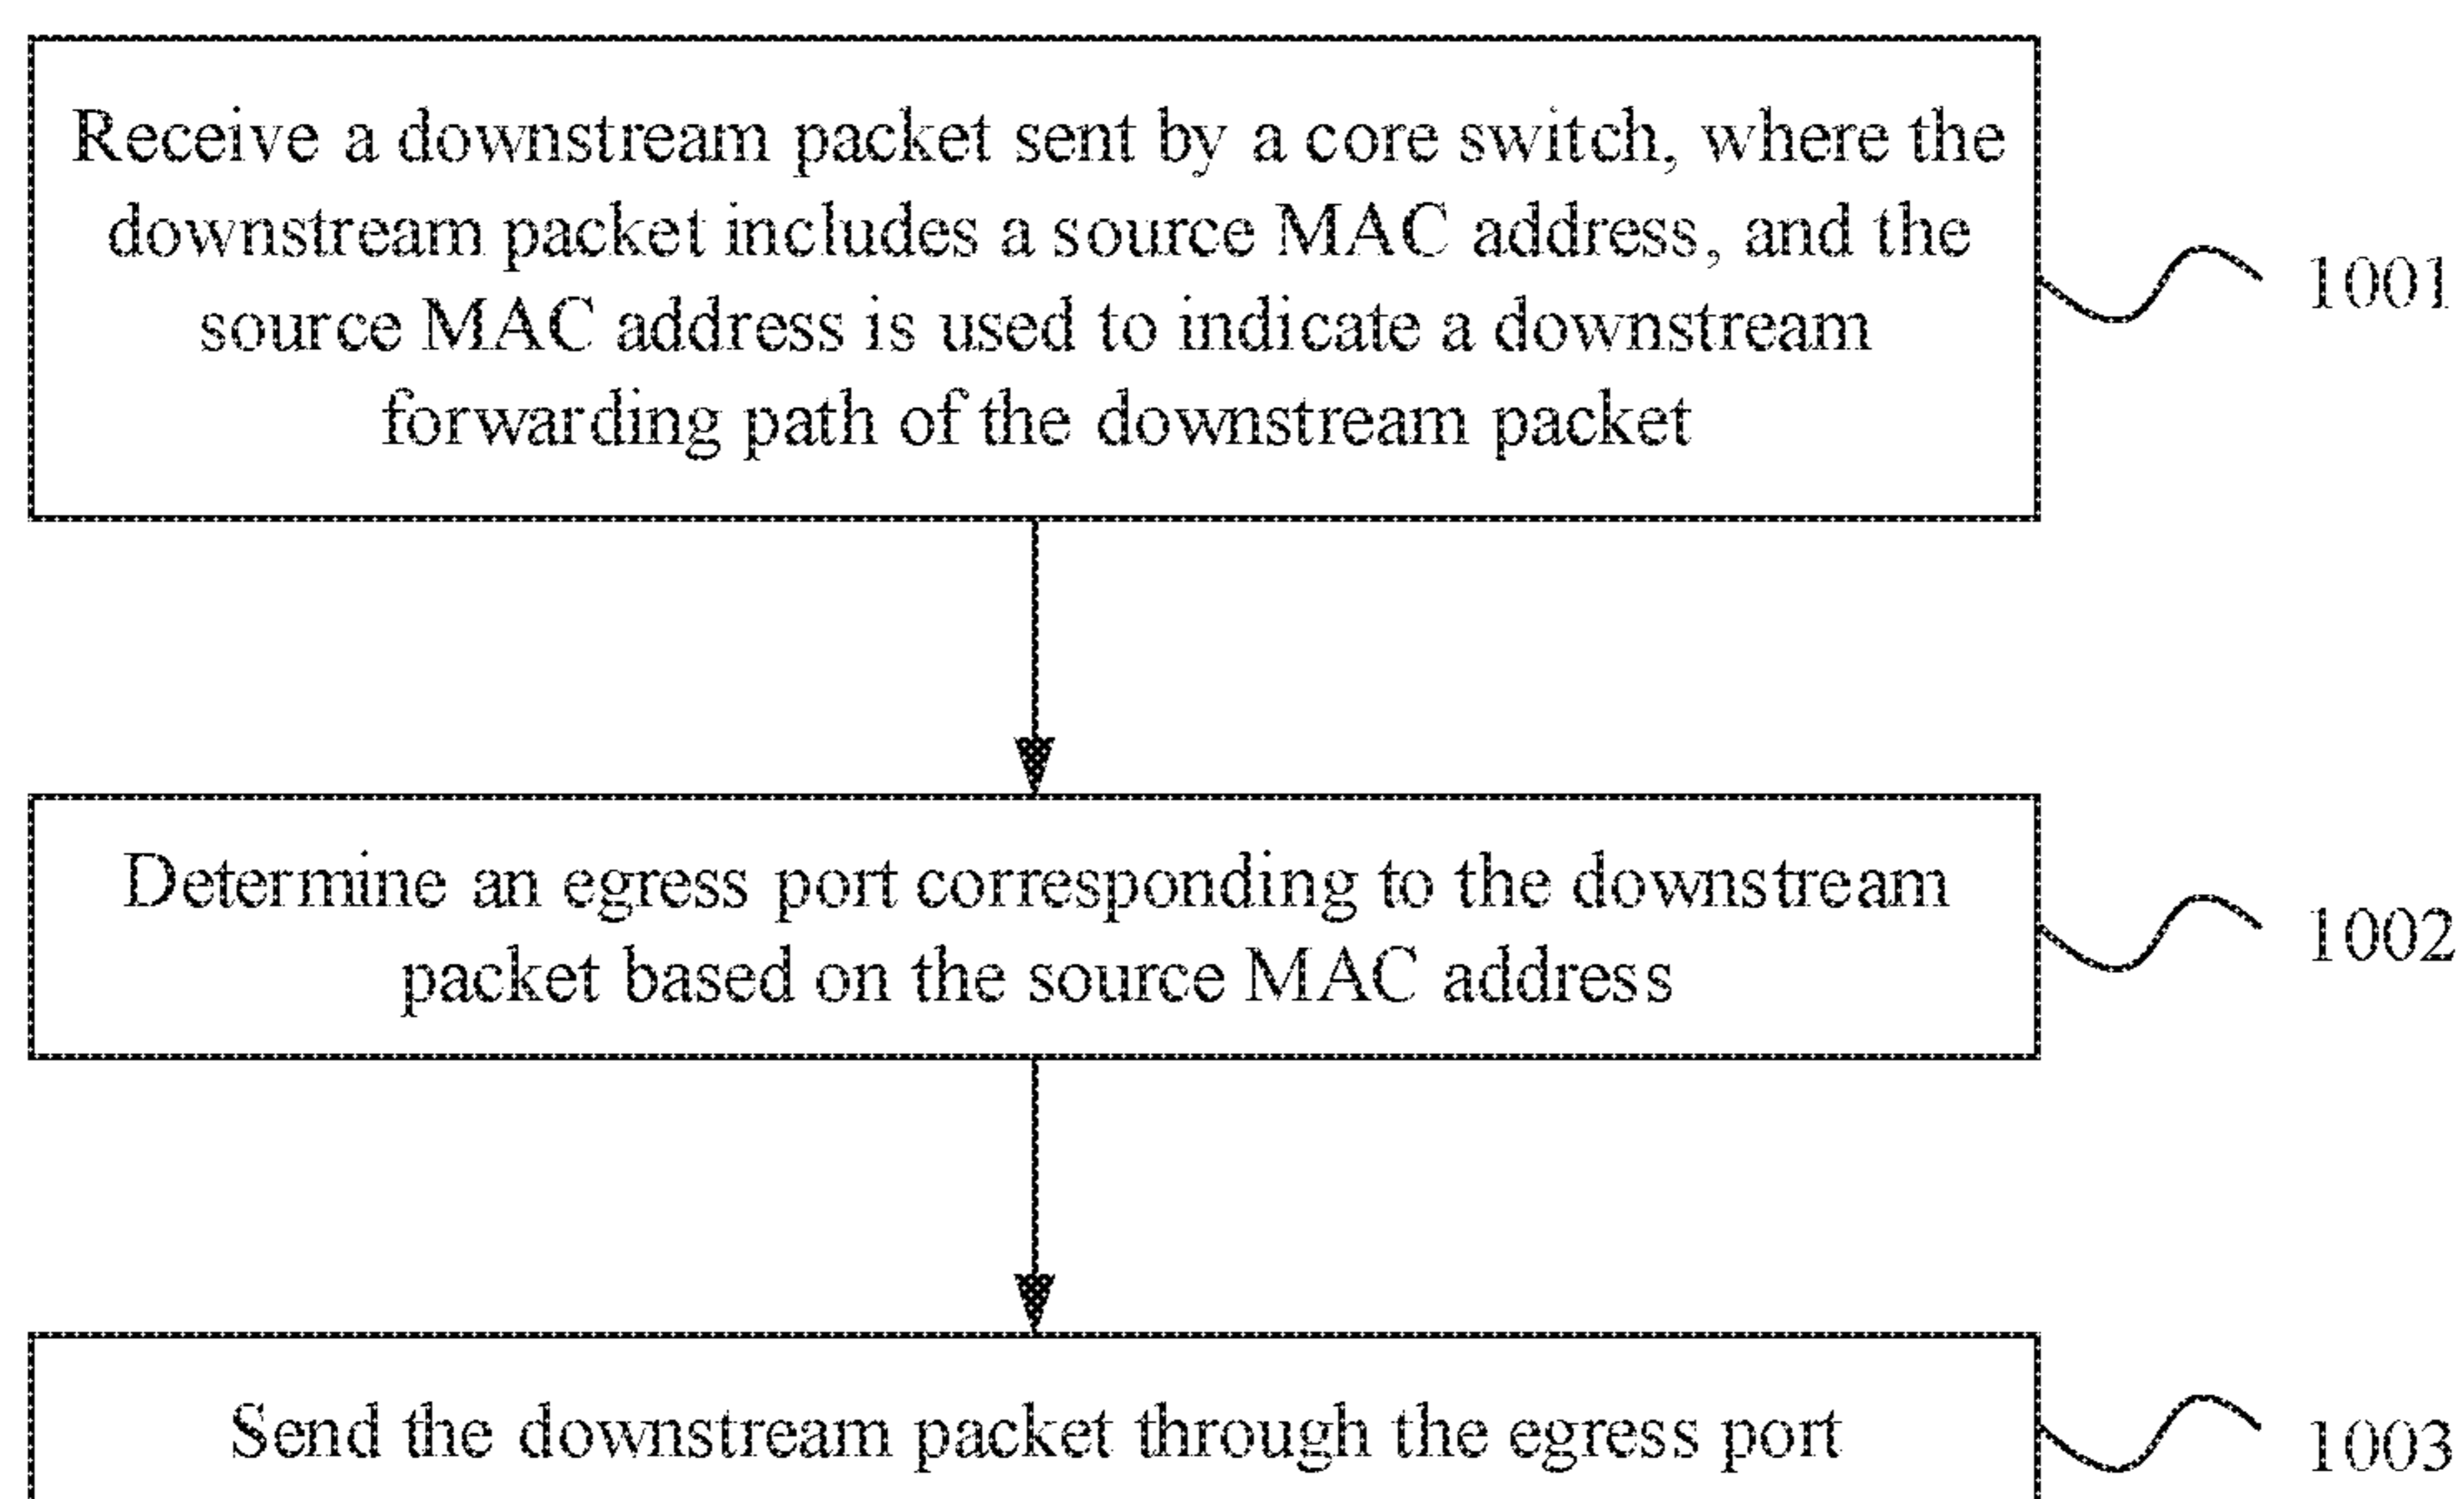 Receive a downstream packet sent by a core switch, where the
downstream packet includes a source MAC address, and the
source MAC address is used to indicate a downstream
forwarding path of the downstream packet
1001
Determine an egress port corresponding to the downstream
packet based on the source MAC address
1002
Send the downstream packet through the egress port
1003